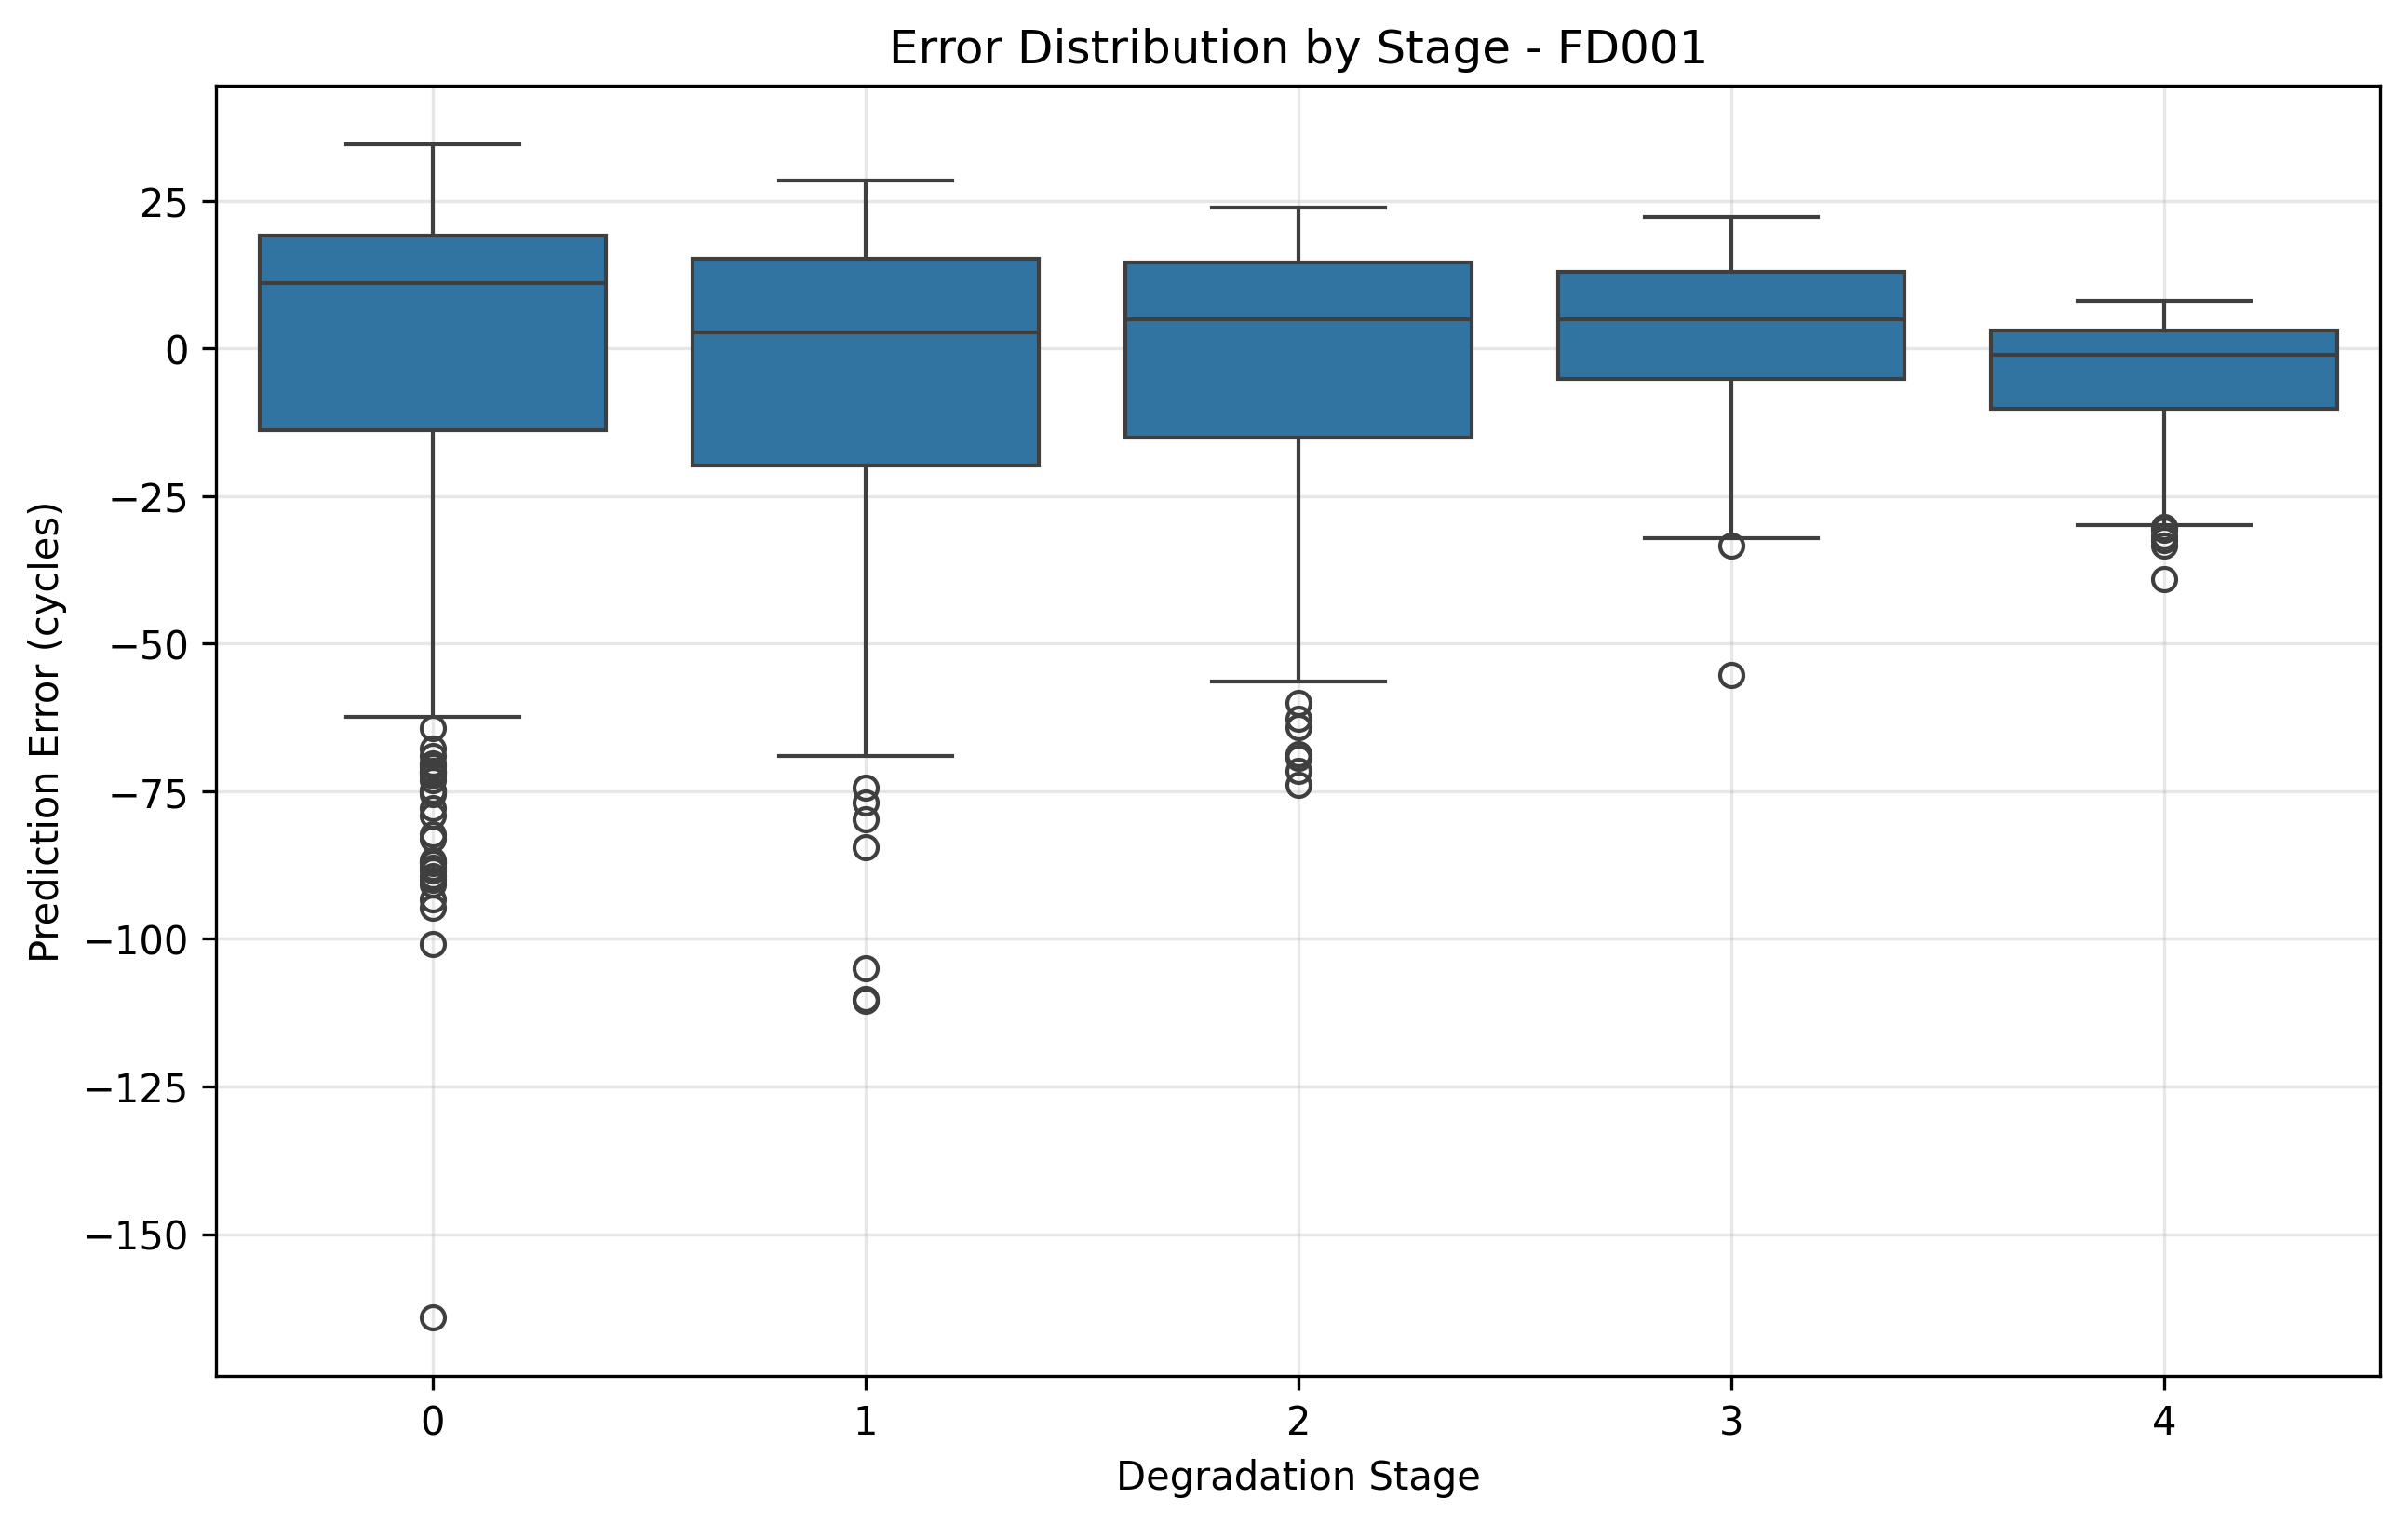 Error Distribution by Stage - FD001
Prediction Error (cycles)
25
0
−25
−50
−75
−100
−125
−150
0 1 2 3 4
Degradation Stage